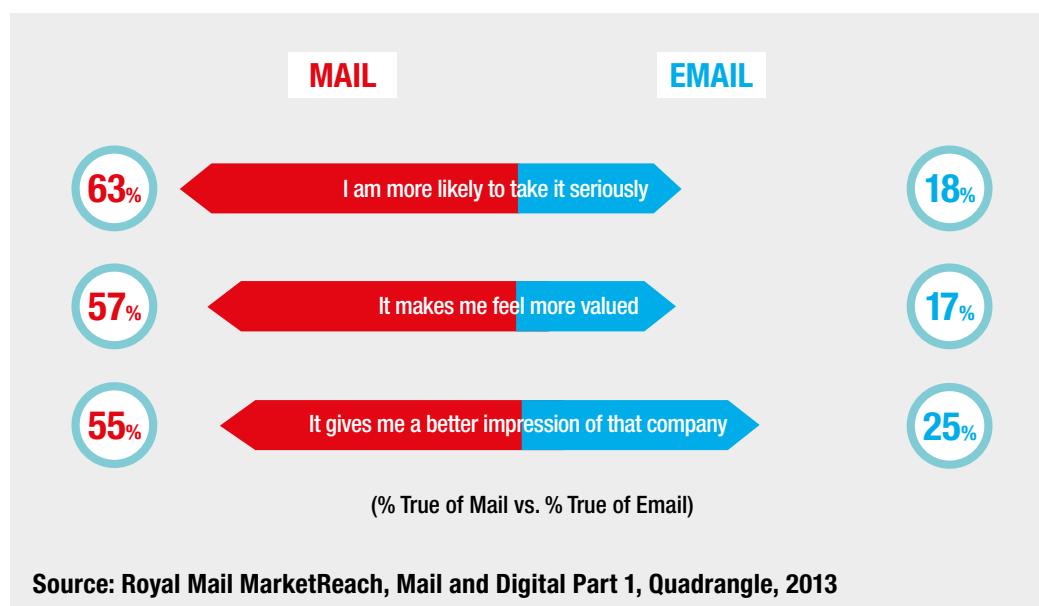 MAIL EMAIL
63% I am more likely to take it seriously 18%
57% It makes me feel more valued 17%
55% It gives me a better impression of that company 25%
(% True of Mail vs. % True of Email)
Source: Royal Mail MarketReach, Mail and Digital Part 1, Quadrangle, 2013